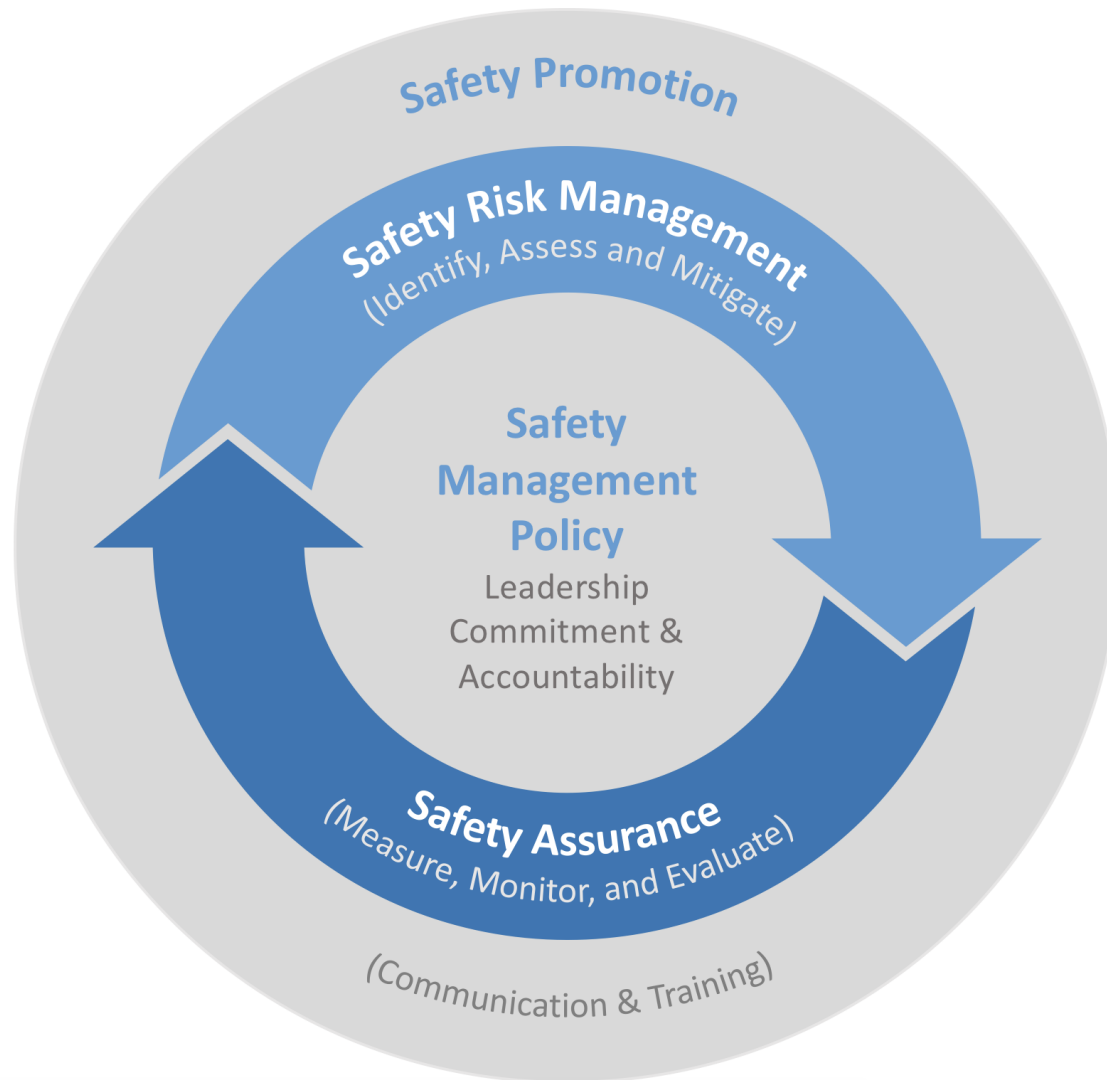 Safety Promotion
Safety Risk Management
(Identify, Assess and Mitigate)
Safety
Management
Policy
Leadership
Commitment &
Accountability
Safety Assurance
(Measure, Monitor, and Evaluate)
(Communication & Training)